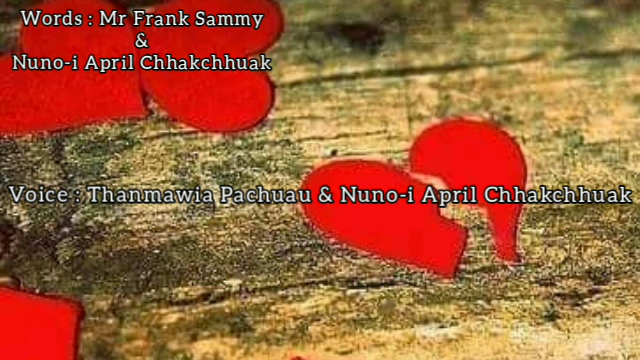 Words : Mr Frank Sammy
&
Nuno-i April Chhakchhuak
Voice : Thanmawia Pachuau & Nuno-i April Chhakchhuak